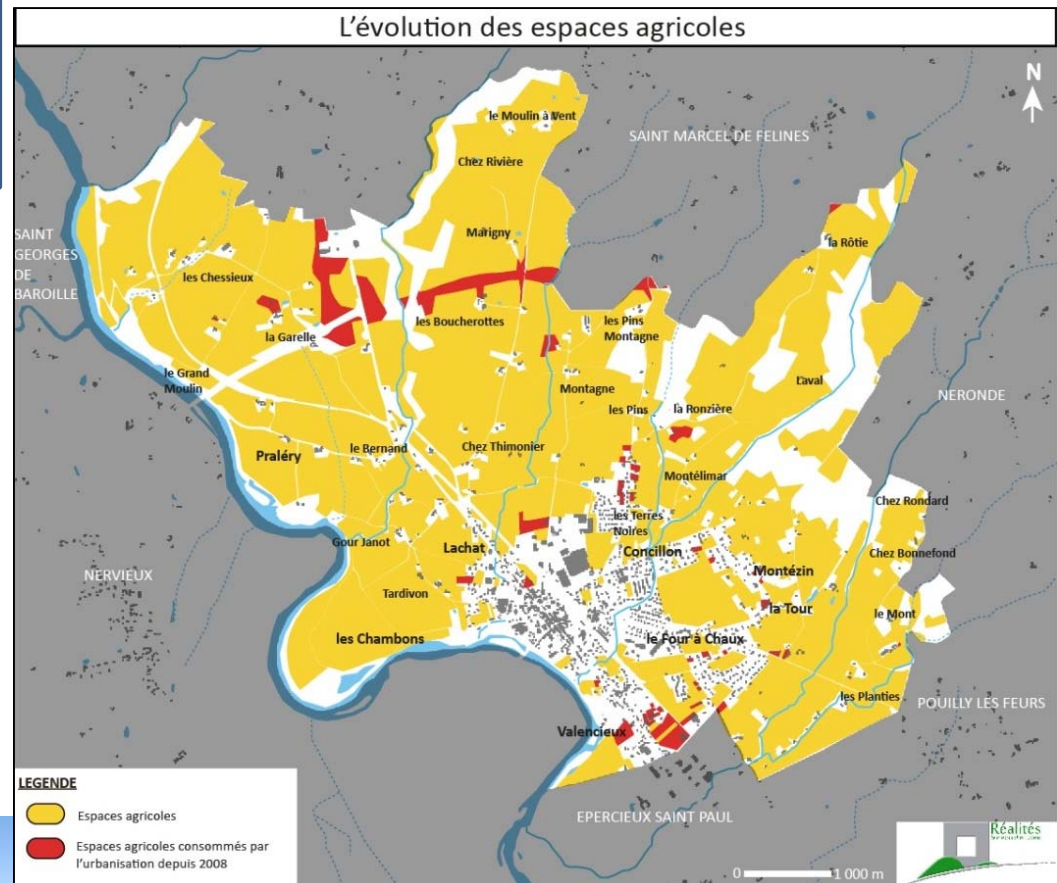 L'évolution des espaces agricoles
N
le Moulin à Vent
SAINT MARCEL DE FELINES
Chez Rivière
SAINT
GEORGES
DE
BAROILLE
Marigny
la Rôtie
les Chessieux
les Boucherottes
les Pins
Montagne
la Garelle
le Grand
Moulin
Montagne
Laval
NERONDE
les Pins
la Ronzière
Praléry
le Bernand
Chez Thimonier
Montélimar
Chez Rondard
les Terres
Noires
Gour Janot
Lachat
Concillon
Chez Bonnefond
NERVIEUX
Montézin
Tardivon
la Tour
le Mont
les Chambons
le Four à Chaux
les Planties
POUILLY LES FEURS
Valencieux
LEGENDE
Espaces agricoles
Espaces agricoles consommés par
l'urbanisation depuis 2008
EPERCIEUX SAINT PAUL
Réalités
0 1 000 m